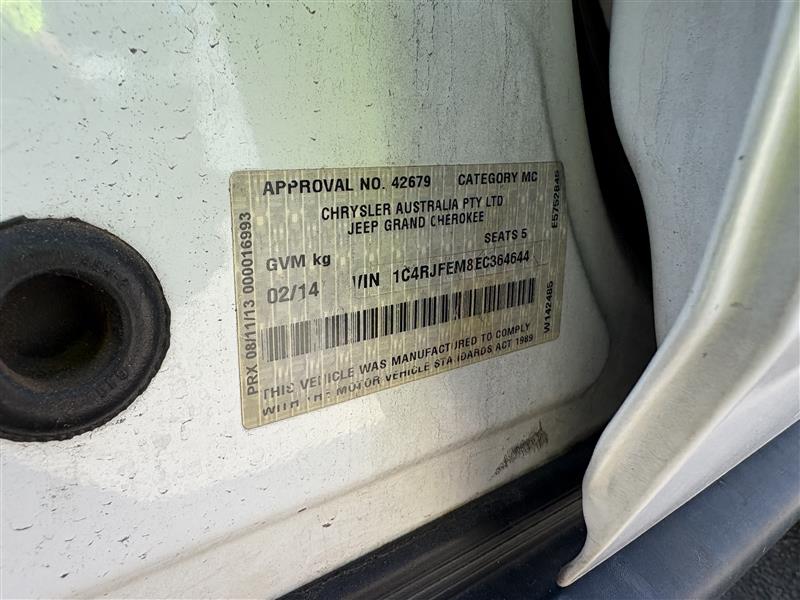 APPROVAL NO. 42679 CATEGORY MC
CHRYSLER AUSTRALIA PTY LTD
JEEP GRAND CHEROKEE
SEATS 5
GVM kg
02/14 VIN 1C4RJFEM8EC364644
THIS VEHICLE WAS MANUFACTURED TO COMPLY
WITH THE MOTOR VEHICLE STANDARDS ACT 1989
PRX 08/11/13 000016993
E5752845
W142485